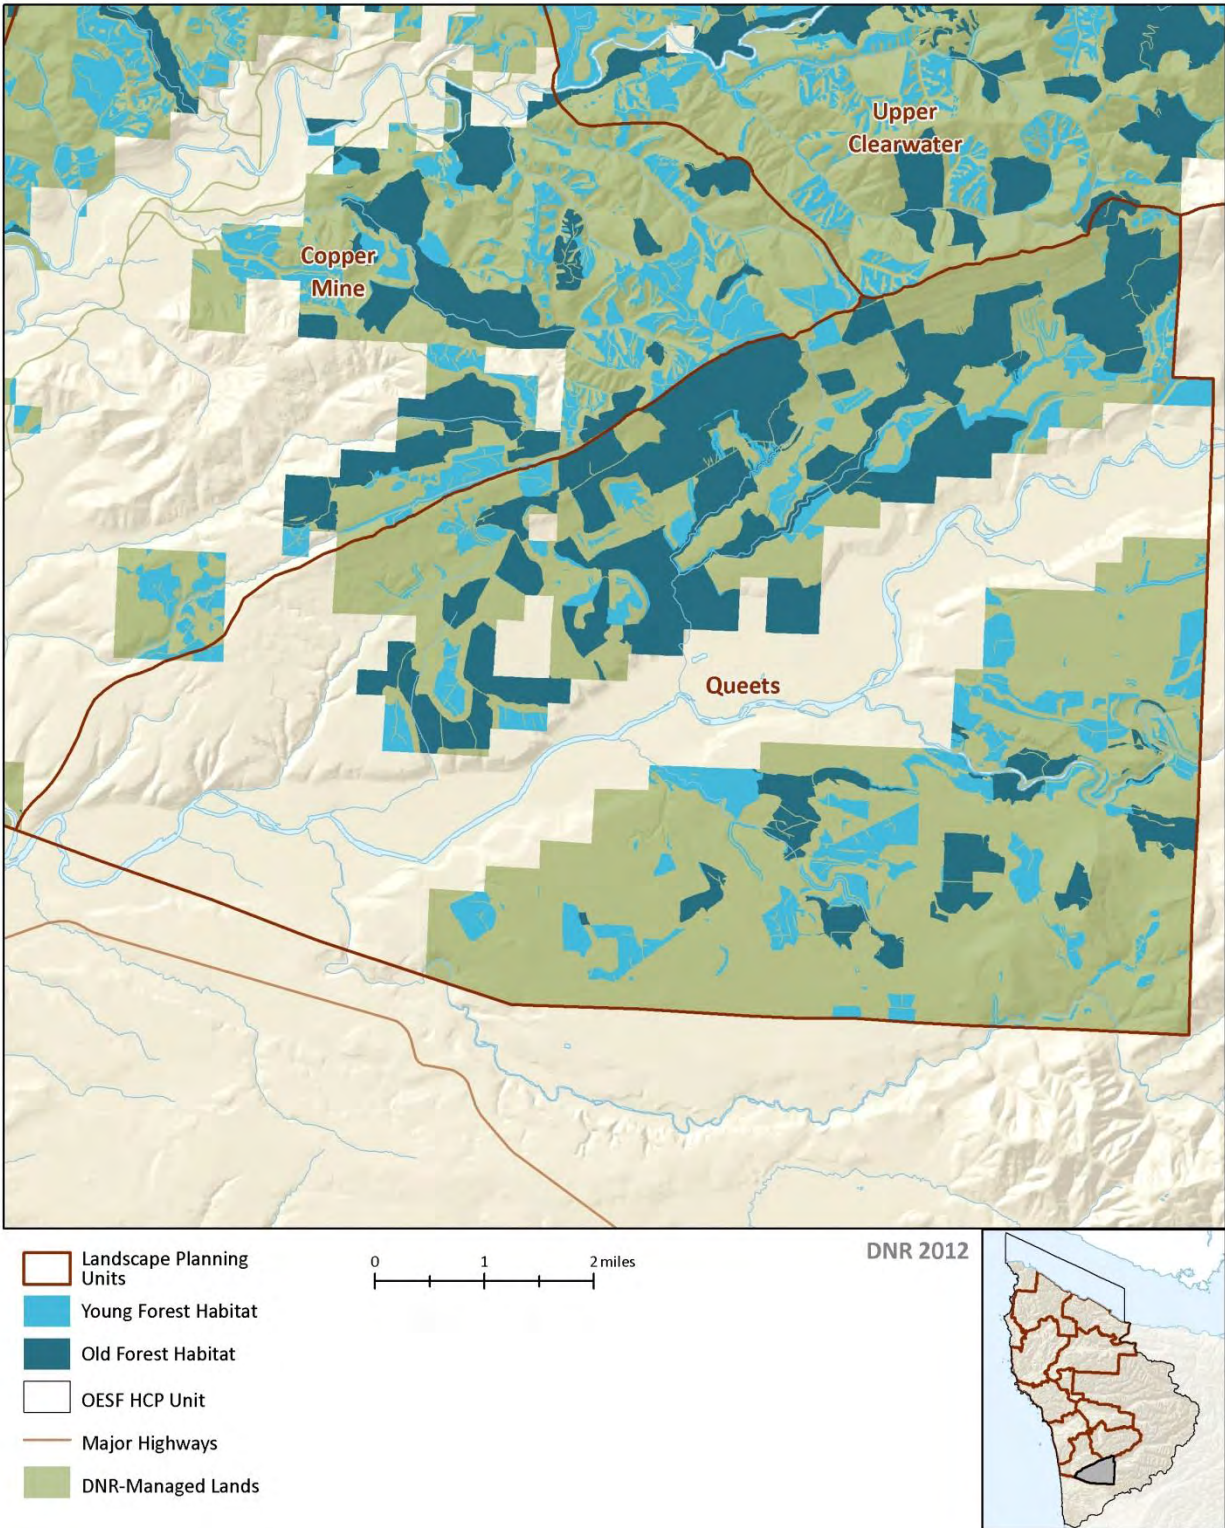 Upper
Clearwater
Copper
Mine
Queets
Landscape Planning
Units
Young Forest Habitat
Old Forest Habitat
OESF HCP Unit
Major Highways
DNR-Managed Lands
0 1 2 miles
DNR 2012